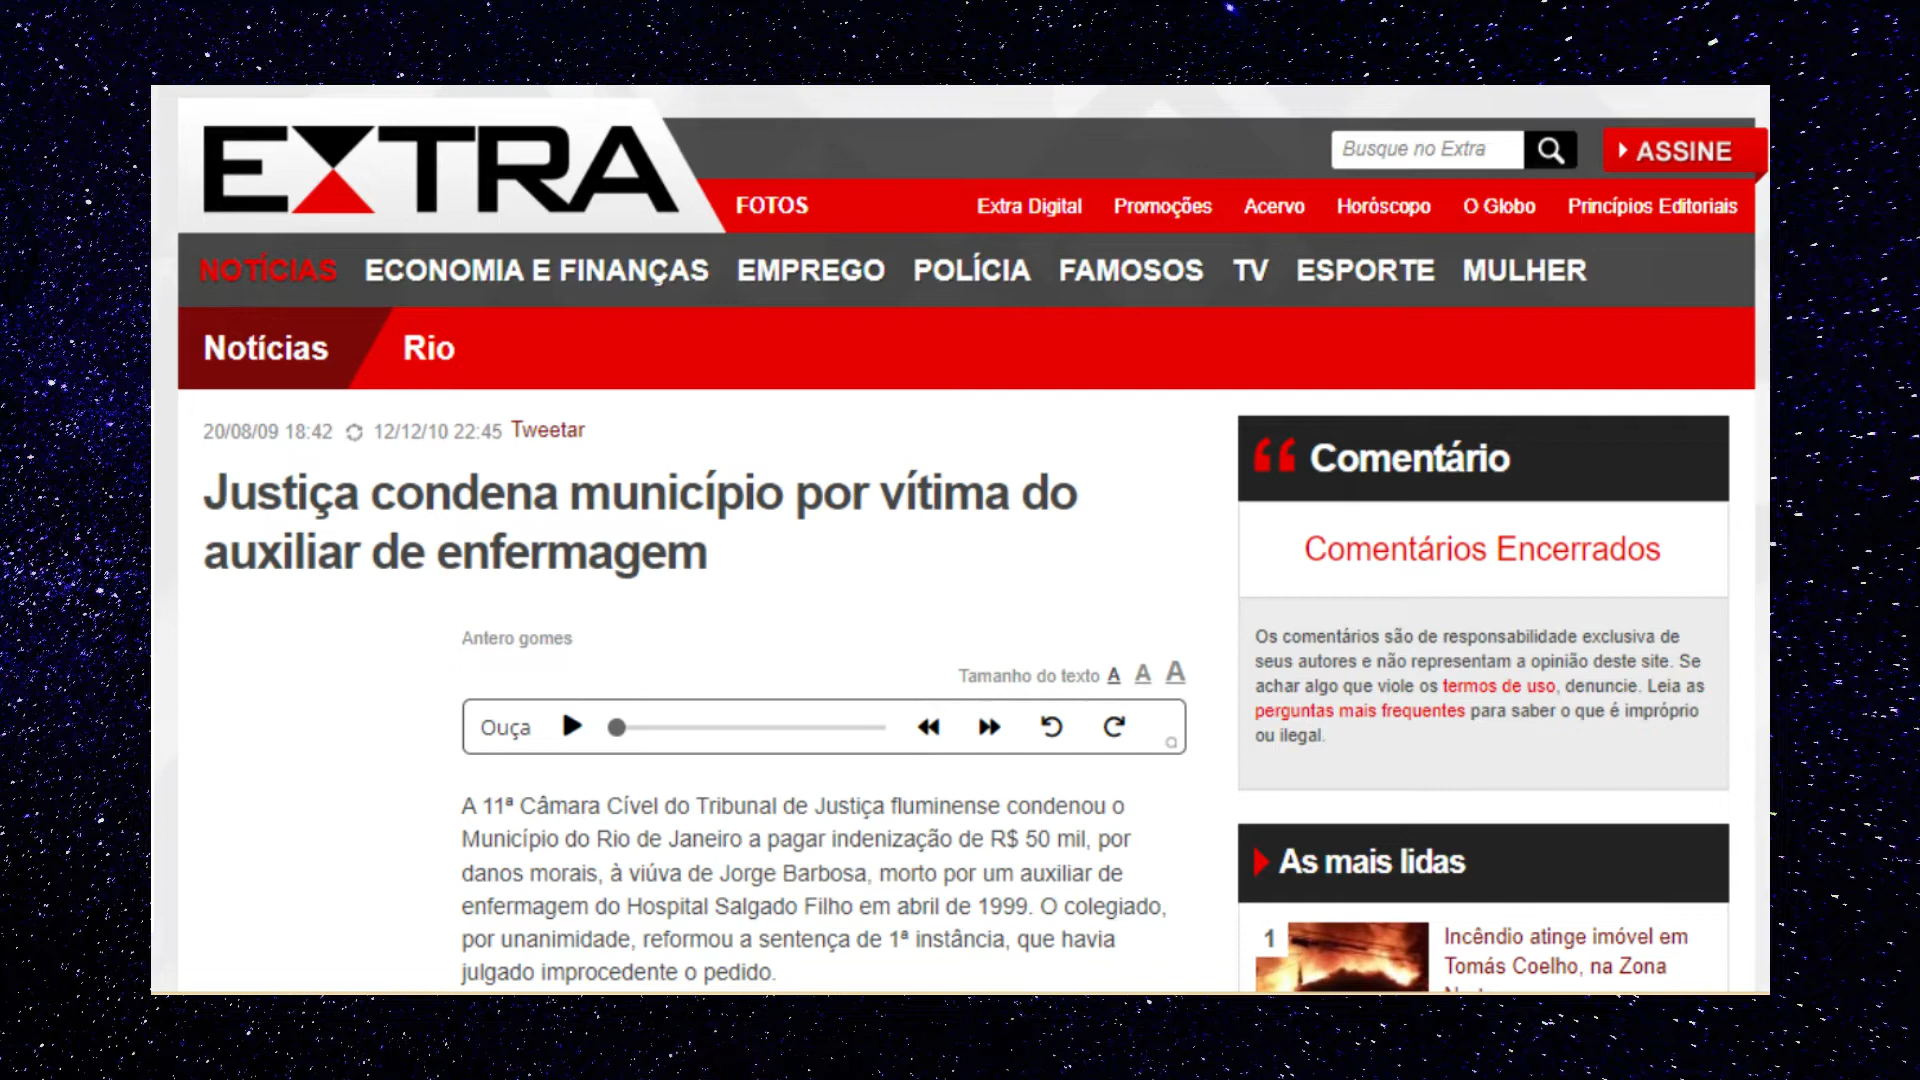 EXTRA
Busque no Extra
ASSINE
FOTOS
Extra Digital
Promoções
Acervo
Horóscopo
O Globo
Princípios Editoriais
NOTÍCIAS
ECONOMIA E FINANÇAS
EMPREGO
POLÍCIA
FAMOSOS
TV
ESPORTE
MULHER
Notícias
Rio
20/08/09 18:42 12/12/10 22:45 Tweetar
Justiça condena município por vítima do
auxiliar de enfermagem
Antero gomes
Tamanho do texto A A A
Ouça
A 11ª Câmara Cível do Tribunal de Justiça fluminense condenou o
Município do Rio de Janeiro a pagar indenização de R$ 50 mil, por
danos morais, à viúva de Jorge Barbosa, morto por um auxiliar de
enfermagem do Hospital Salgado Filho em abril de 1999. O colegiado,
por unanimidade, reformou a sentença de 1ª instância, que havia
julgado improcedente o pedido.
Comentário
Comentários Encerrados
Os comentários são de responsabilidade exclusiva de
seus autores e não representam a opinião deste site. Se
achar algo que viole os termos de uso, denuncie. Leia as
perguntas mais frequentes para saber o que é impróprio
ou ilegal.
As mais lidas
1
Incêndio atinge imóvel em
Tomás Coelho, na Zona